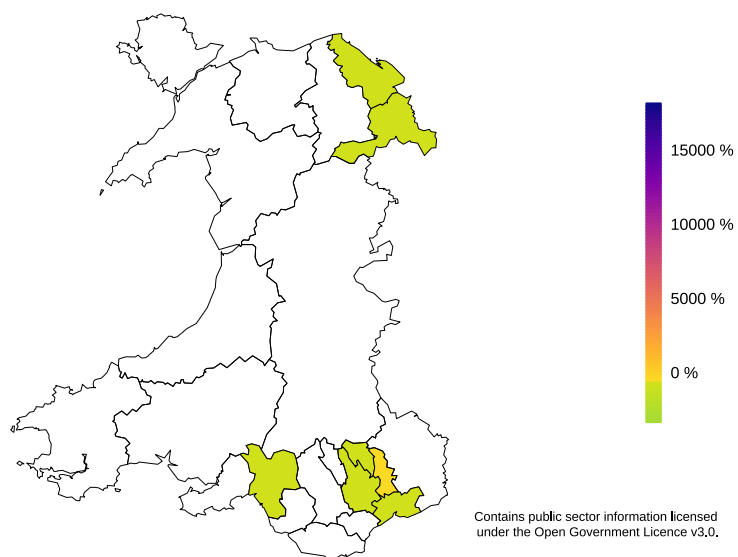 15000 %
10000 %
5000 %
0 %
Contains public sector information licensed
under the Open Government Licence v3.0.